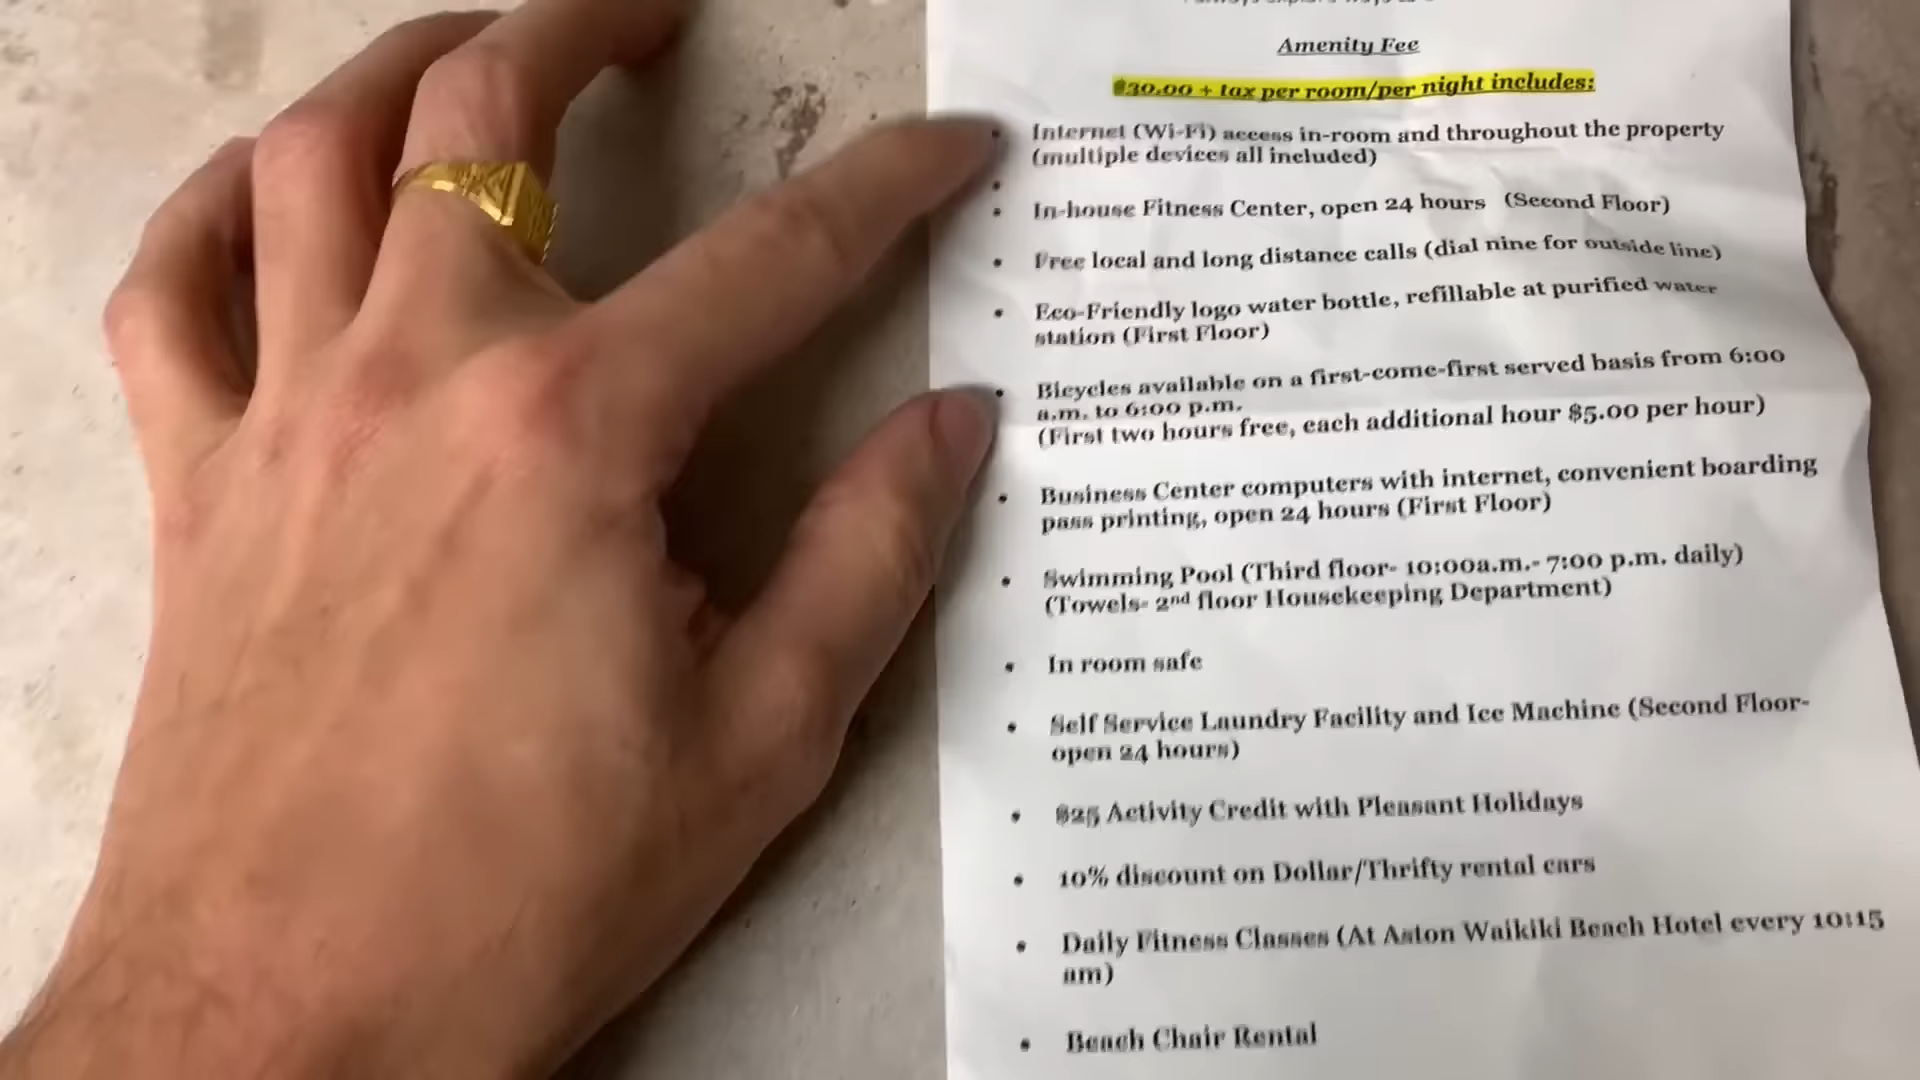 Amenity Fee
$30.00 + tax per room/per night includes:
Internet (Wi-Fi) access in-room and throughout the property
(multiple devices all included)
In-house Fitness Center, open 24 hours (Second Floor)
Free local and long distance calls (dial nine for outside line)
Eco-Friendly logo water bottle, refillable at purified water
station (First Floor)
Bicycles available on a first-come-first served basis from 6:00
a.m. to 6:00 p.m.
(First two hours free, each additional hour $5.00 per hour)
Business Center computers with internet, convenient boarding
pass printing, open 24 hours (First Floor)
Swimming Pool (Third floor- 10:00a.m.- 7:00 p.m. daily)
(Towels- 2nd floor Housekeeping Department)
In room safe
Self Service Laundry Facility and Ice Machine (Second Floor-
open 24 hours)
$25 Activity Credit with Pleasant Holidays
10% discount on Dollar/Thrifty rental cars
Daily Fitness Classes (At Aston Waikiki Beach Hotel every 10:15
am)
Beach Chair Rental